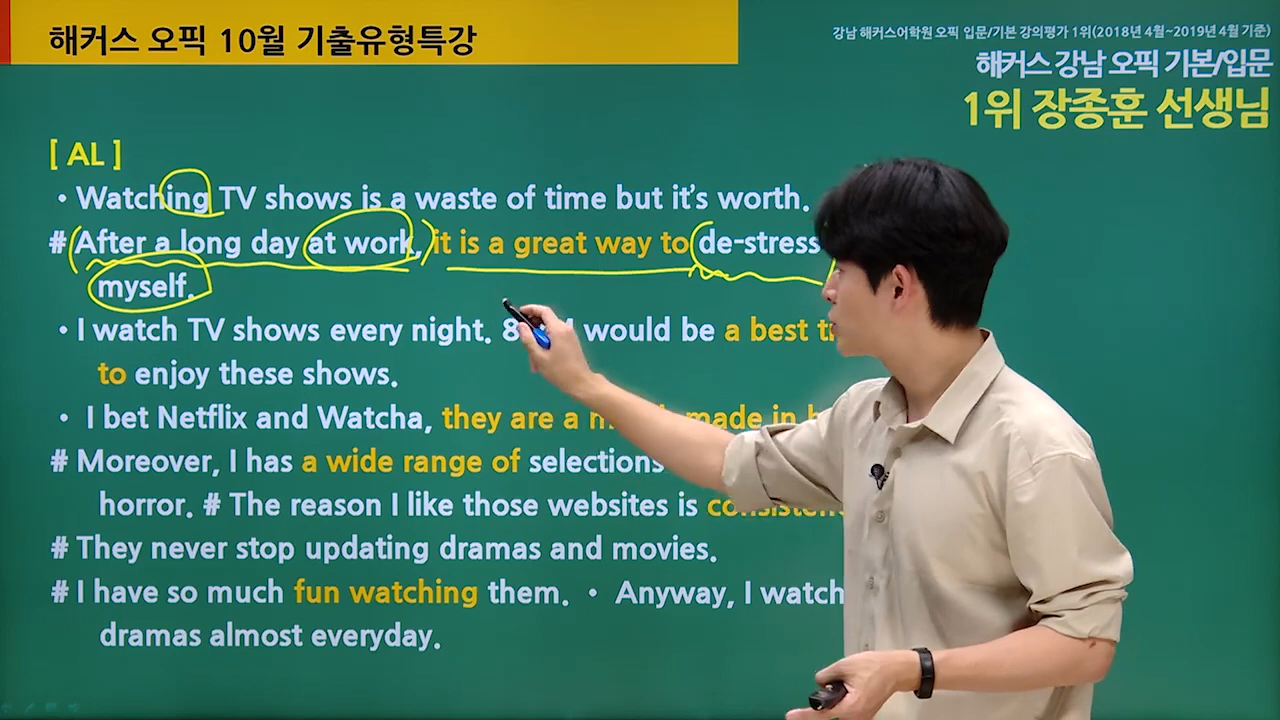 해커스 오픽 10월 기출유형특강
강남 해커스어학원 오픽 입문/기본 강의평가 1위(2018년 4월~2019년 4월 기준)
해커스 강남 오픽 기본/입문
1위 장종훈 선생님
[ AL ]
• Watching TV shows is a waste of time but it's worth.
# After a long day at work, it is a great way to de-stress
myself.
• I watch TV shows every night. 8 would be a best
to enjoy these shows.
• I bet Netflix and Watcha, they are a made in
# Moreover, I has a wide range of selections
horror. # The reason I like those websites is
# They never stop updating dramas and movies.
# I have so much fun watching them. • Anyway, I watch
dramas almost everyday.